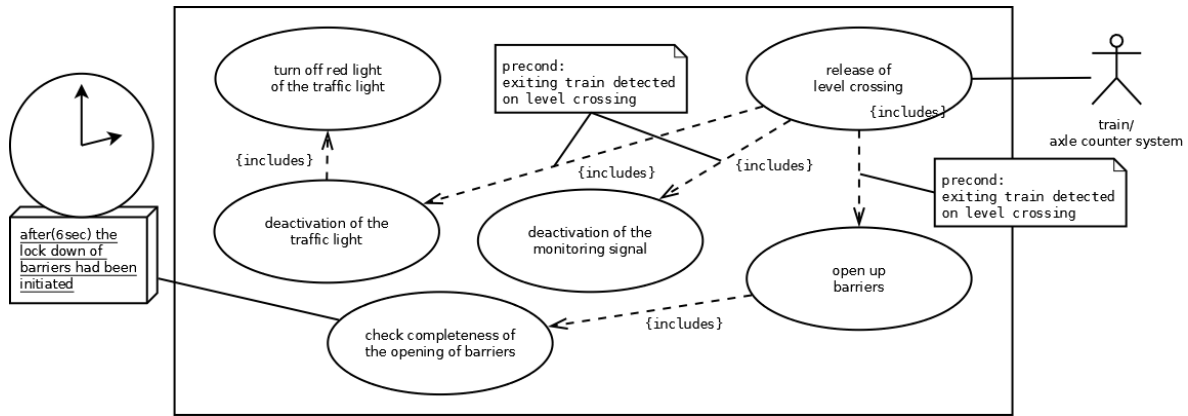 turn off red light
of the traffic light
precond:
exiting train detected
on level crossing
release of
level crossing
{includes}
train/
axle counter system
{includes}
{includes}
{includes}
precond:
exiting train detected
on level crossing
after(6sec) the
lock down of
barriers had been
initiated
deactivation of the
traffic light
deactivation of the
monitoring signal
open up
barriers
{includes}
check completeness of
the opening of barriers